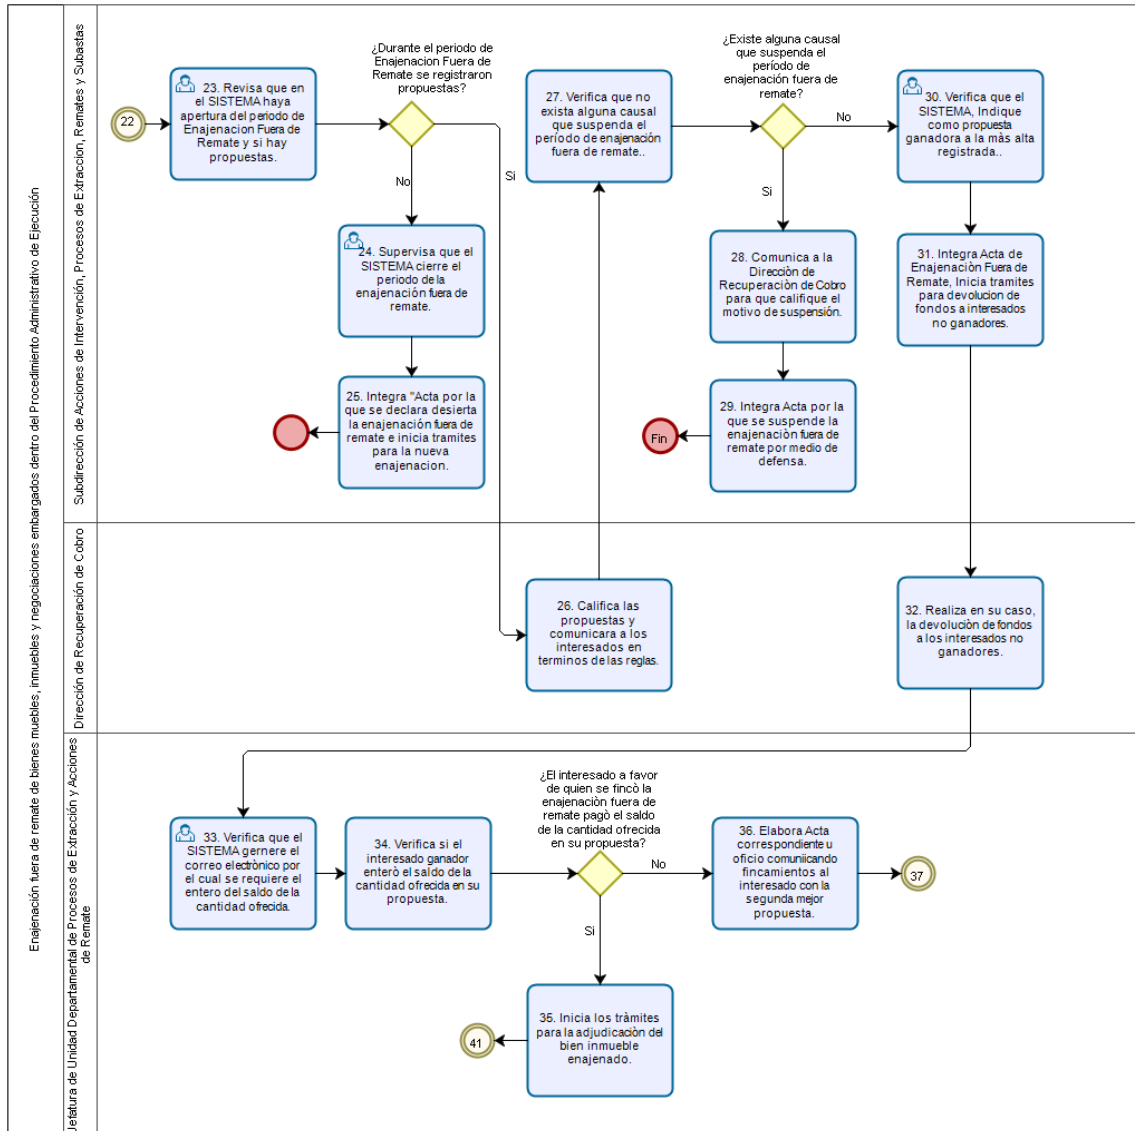 Enajenación fuera de remate de bienes muebles, inmuebles y negociaciones embargados dentro del Procedimiento Administrativo de Ejecución
Subdirección de Acciones de Intervención, Procesos de Extraccion, Remates y Subastas
22
23. Revisa que en
el SISTEMA haya
apertura del periodo de
Enajenacion Fuera de
Remate y si hay
propuestas.
¿Durante el periodo de
Enajenacion Fuera de
Remate se registraron
propuestas?
No
Si
24. Supervisa que el
SISTEMA cierre el
periodo de la
enajenación fuera de
remate.
25. Integra "Acta por la
que se declara desierta
la enajenación fuera de
remate e inicia tramites
para la nueva
enajenacion.
27. Verifica que no
exista alguna causal
que suspenda el
período de enajenación
fuera de remate..
¿Existe alguna causal
que suspenda el
período de
enajenación fuera de
remate?
No
Si
28. Comunica a la
Direcciòn de
Recuperaciòn de Cobro
para que califique el
motivo de suspensión.
29. Integra Acta por la
que se suspende la
enajenaciòn fuera de
remate por medio de
defensa.
Fin
30. Verifica que el
SISTEMA, Indique
como propuesta
ganadora a la màs alta
registrada..
31. Integra Acta de
Enajenaciòn Fuera de
Remate, Inicia tramites
para devolucion de
fondos a interesados
no ganadores.
Dirección de Recuperación de Cobro
26. Califica las
propuestas y
comunicara a los
interesados en
terminos de las reglas.
32. Realiza en su caso,
la devoluciòn de fondos
a los interesados no
ganadores.
Jefatura de Unidad Departamental de Procesos de Extracción y Acciones
de Remate
33. Verifica que el
SISTEMA gernere el
correo electrònico por
el cual se requiere el
entero del saldo de la
cantidad ofrecida.
34. Verifica si el
interesado ganador
enterò el saldo de la
cantidad ofrecida en su
propuesta.
¿El interesado a favor
de quien se fincò la
enajenaciòn fuera de
remate pagò el saldo
de la cantidad ofrecida
en su propuesta?
No
Si
36. Elabora Acta
correspondiente u
oficio comuniicando
fincamientos al
interesado con la
segunda mejor
propuesta.
37
35. Inicia los tràmites
para la adjudicaciòn del
bien inmueble
enajenado.
41